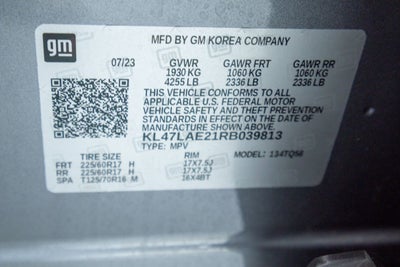 gm
MFD BY GM KOREA COMPANY
07/23 GVWR GAWR FRT GAWR RR
1930 KG 1060 KG 1060 KG
4255 LB 2336 LB 2336 LB
THIS VEHICLE CONFORMS TO ALL
APPLICABLE U.S. FEDERAL MOTOR
VEHICLE SAFETY AND THEFT PREVENTION
STANDARDS IN EFFECT ON THE DATE OF
MANUFACTURE SHOWN ABOVE.
KL47LAE21RB039813
TYPE: MPV
TIRE SIZE RIM MODEL: 134TQ56
FRT 225/60R17 H 17X7.5J
RR 225/60R17 H 17X7.5J
SPA T125/70R16 M 16X4BT